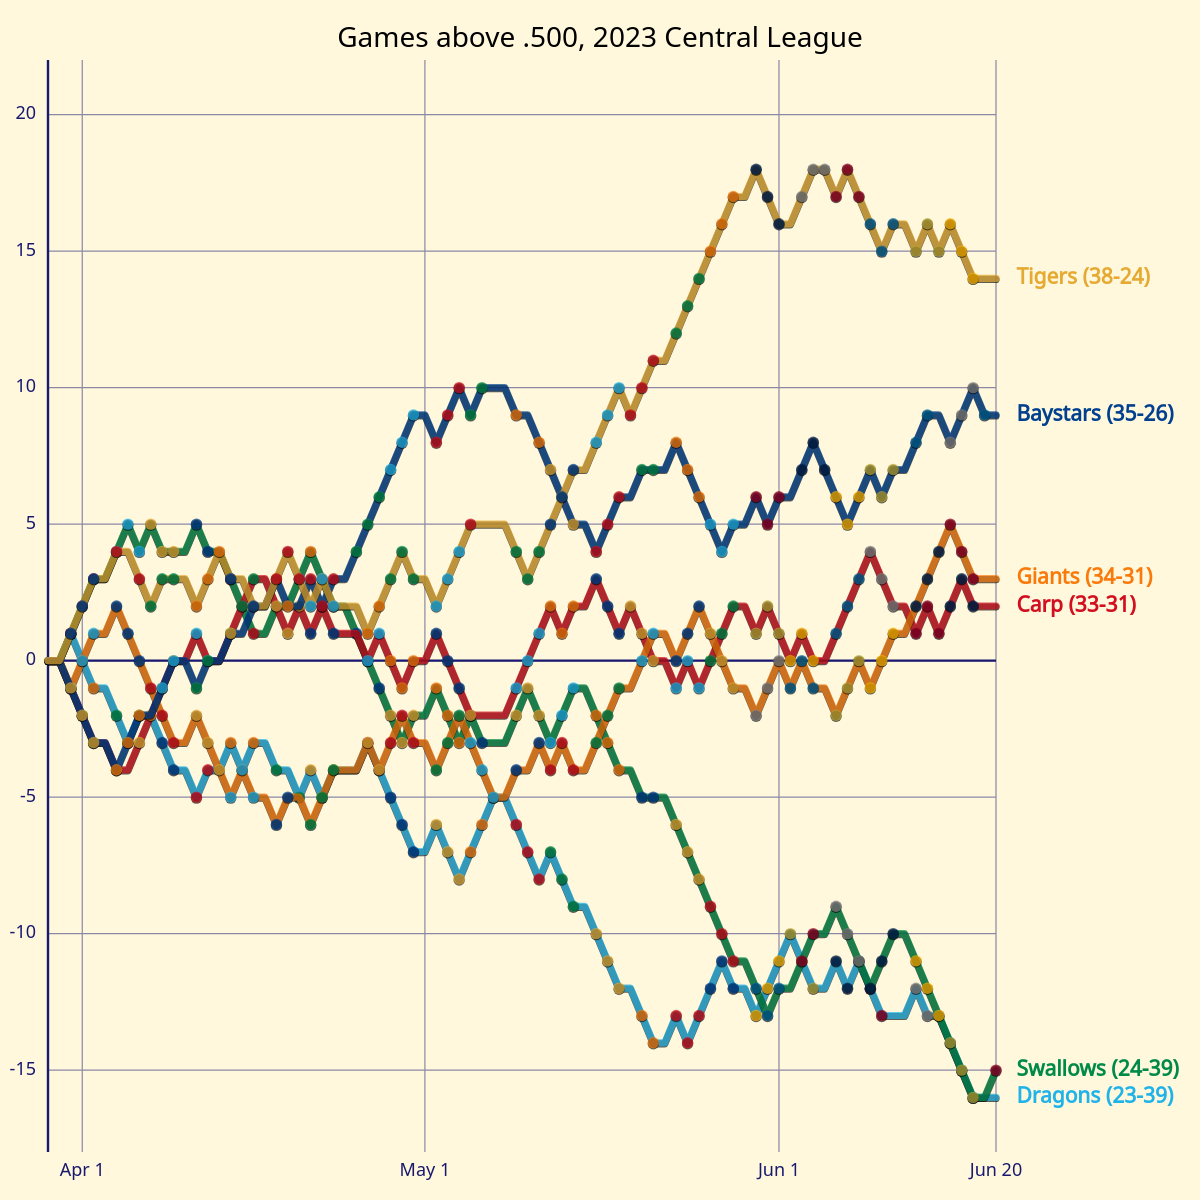 Games above .500, 2023 Central League
20
15
10
5
0
-5
-10
-15
Tigers (38-24)
Baystars (35-26)
Giants (34-31)
Carp (33-31)
Swallows (24-39)
Dragons (23-39)
Apr 1
May 1
Jun 1
Jun 20